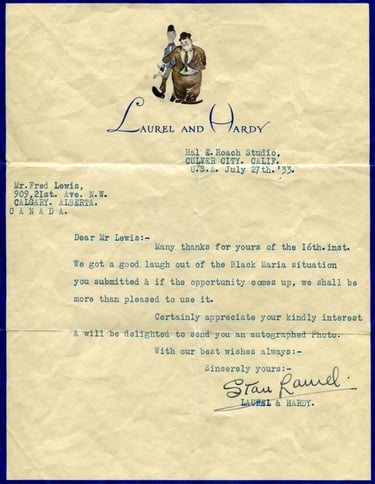 LAUREL AND HARDY
Hal E. Roach Studio,
CULVER CITY. CALIF.
U.S.A. July 27th.'33.
Mr. Fred Lewis,
909,21st. Ave. N.W.
CALGARY. ALBERTA.
C A N A D A.
Dear Mr Lewis:-
Many thanks for yours of the 16th.inst.
We got a good laugh out of the Black Maria situation
you submitted & if the opportunity comes up, we shall be
more than pleased to use it.
Certainly appreciate your kindly interest
& will be delighted to send you an autographed Photo.
With our best wishes always:-
Sincerely yours:-
Stan Laurel.
LAUREL & HARDY.